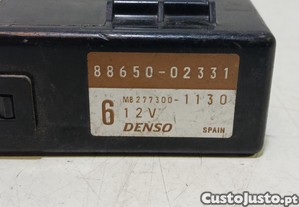 88650-02331
MB277300-1130
6 12V
DENSO SPAIN
CustoJusto.pt